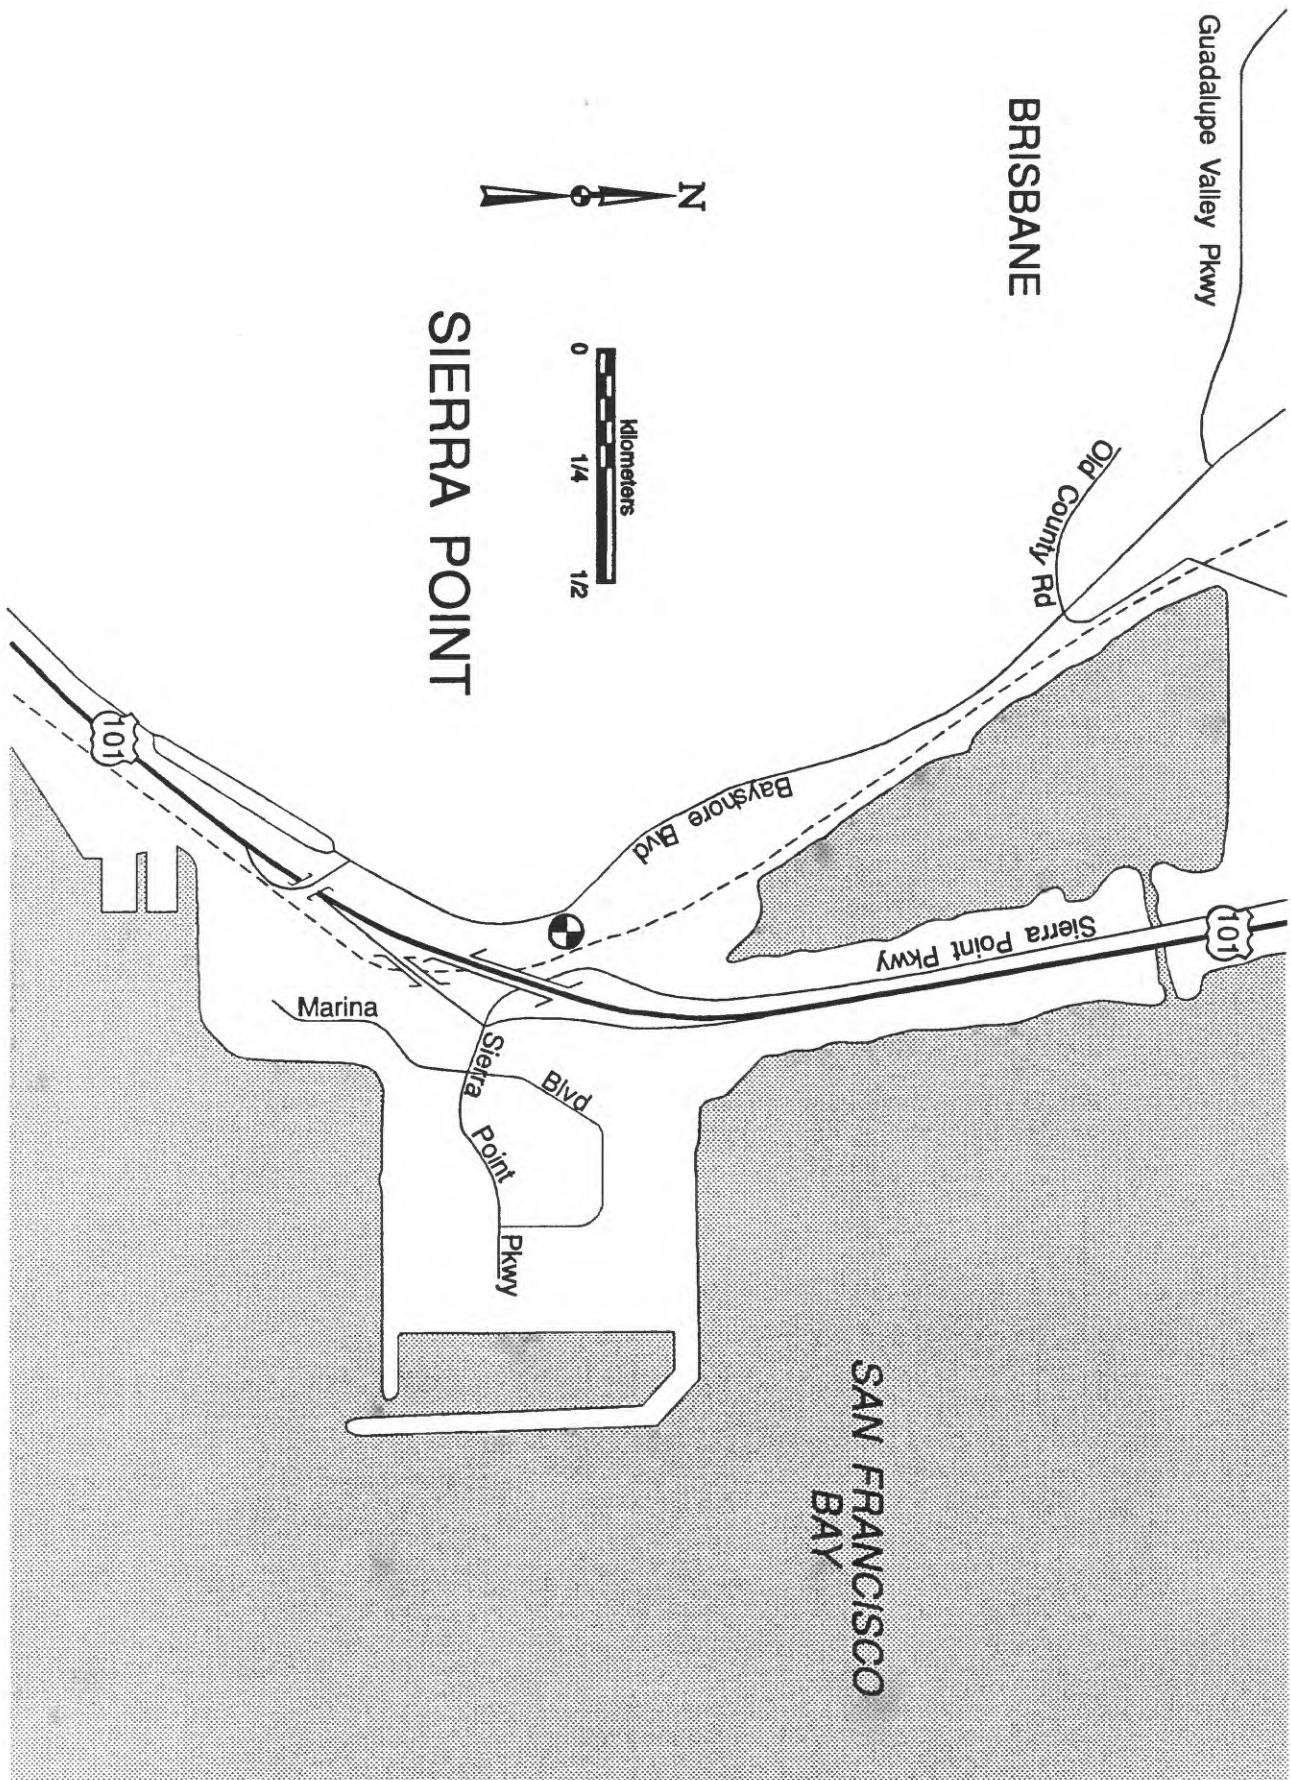 Guadalupe Valley Pkwy
BRISBANE
N
Old County Rd
kilometers
0 1/4 1/2
SIERRA POINT
Bayshore Blvd
101
Sierra Point Pkwy
101
Marina Blvd
Sierra Point Pkwy
SAN FRANCISCO
BAY